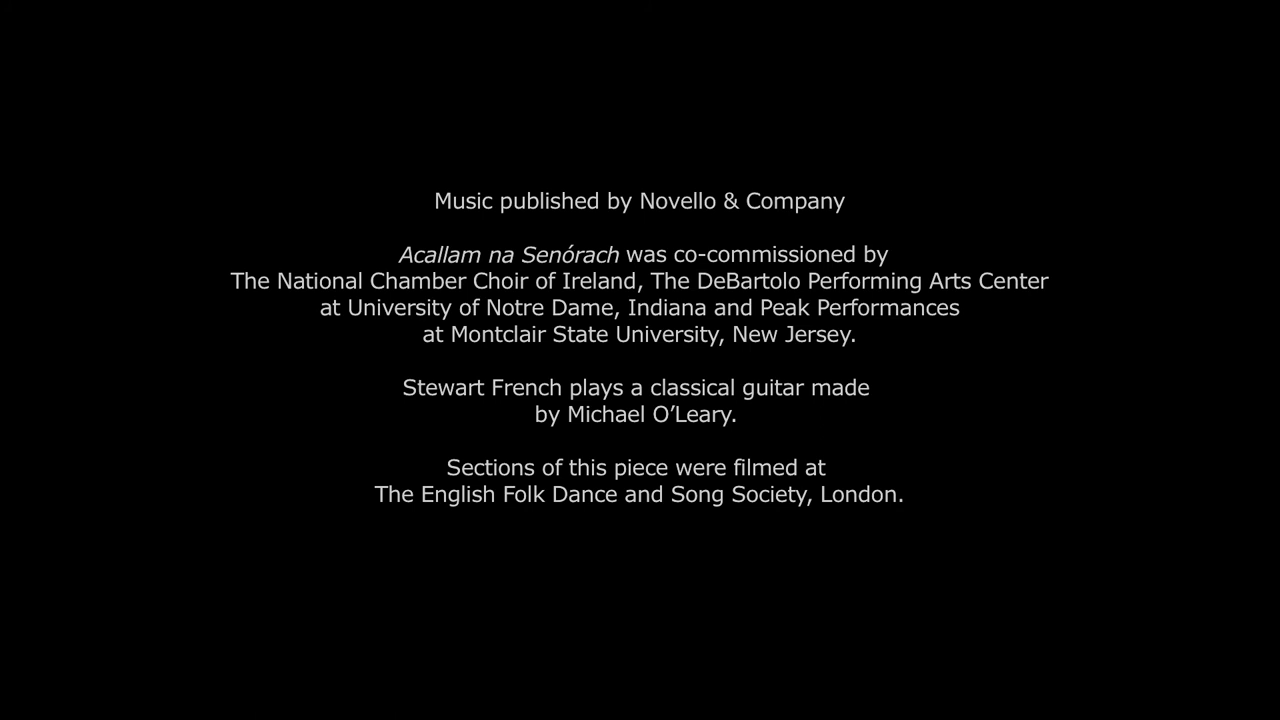 Music published by Novello & Company
Acallam na Senórach was co-commissioned by
The National Chamber Choir of Ireland, The DeBartolo Performing Arts Center
at University of Notre Dame, Indiana and Peak Performances
at Montclair State University, New Jersey.
Stewart French plays a classical guitar made
by Michael O’Leary.
Sections of this piece were filmed at
The English Folk Dance and Song Society, London.